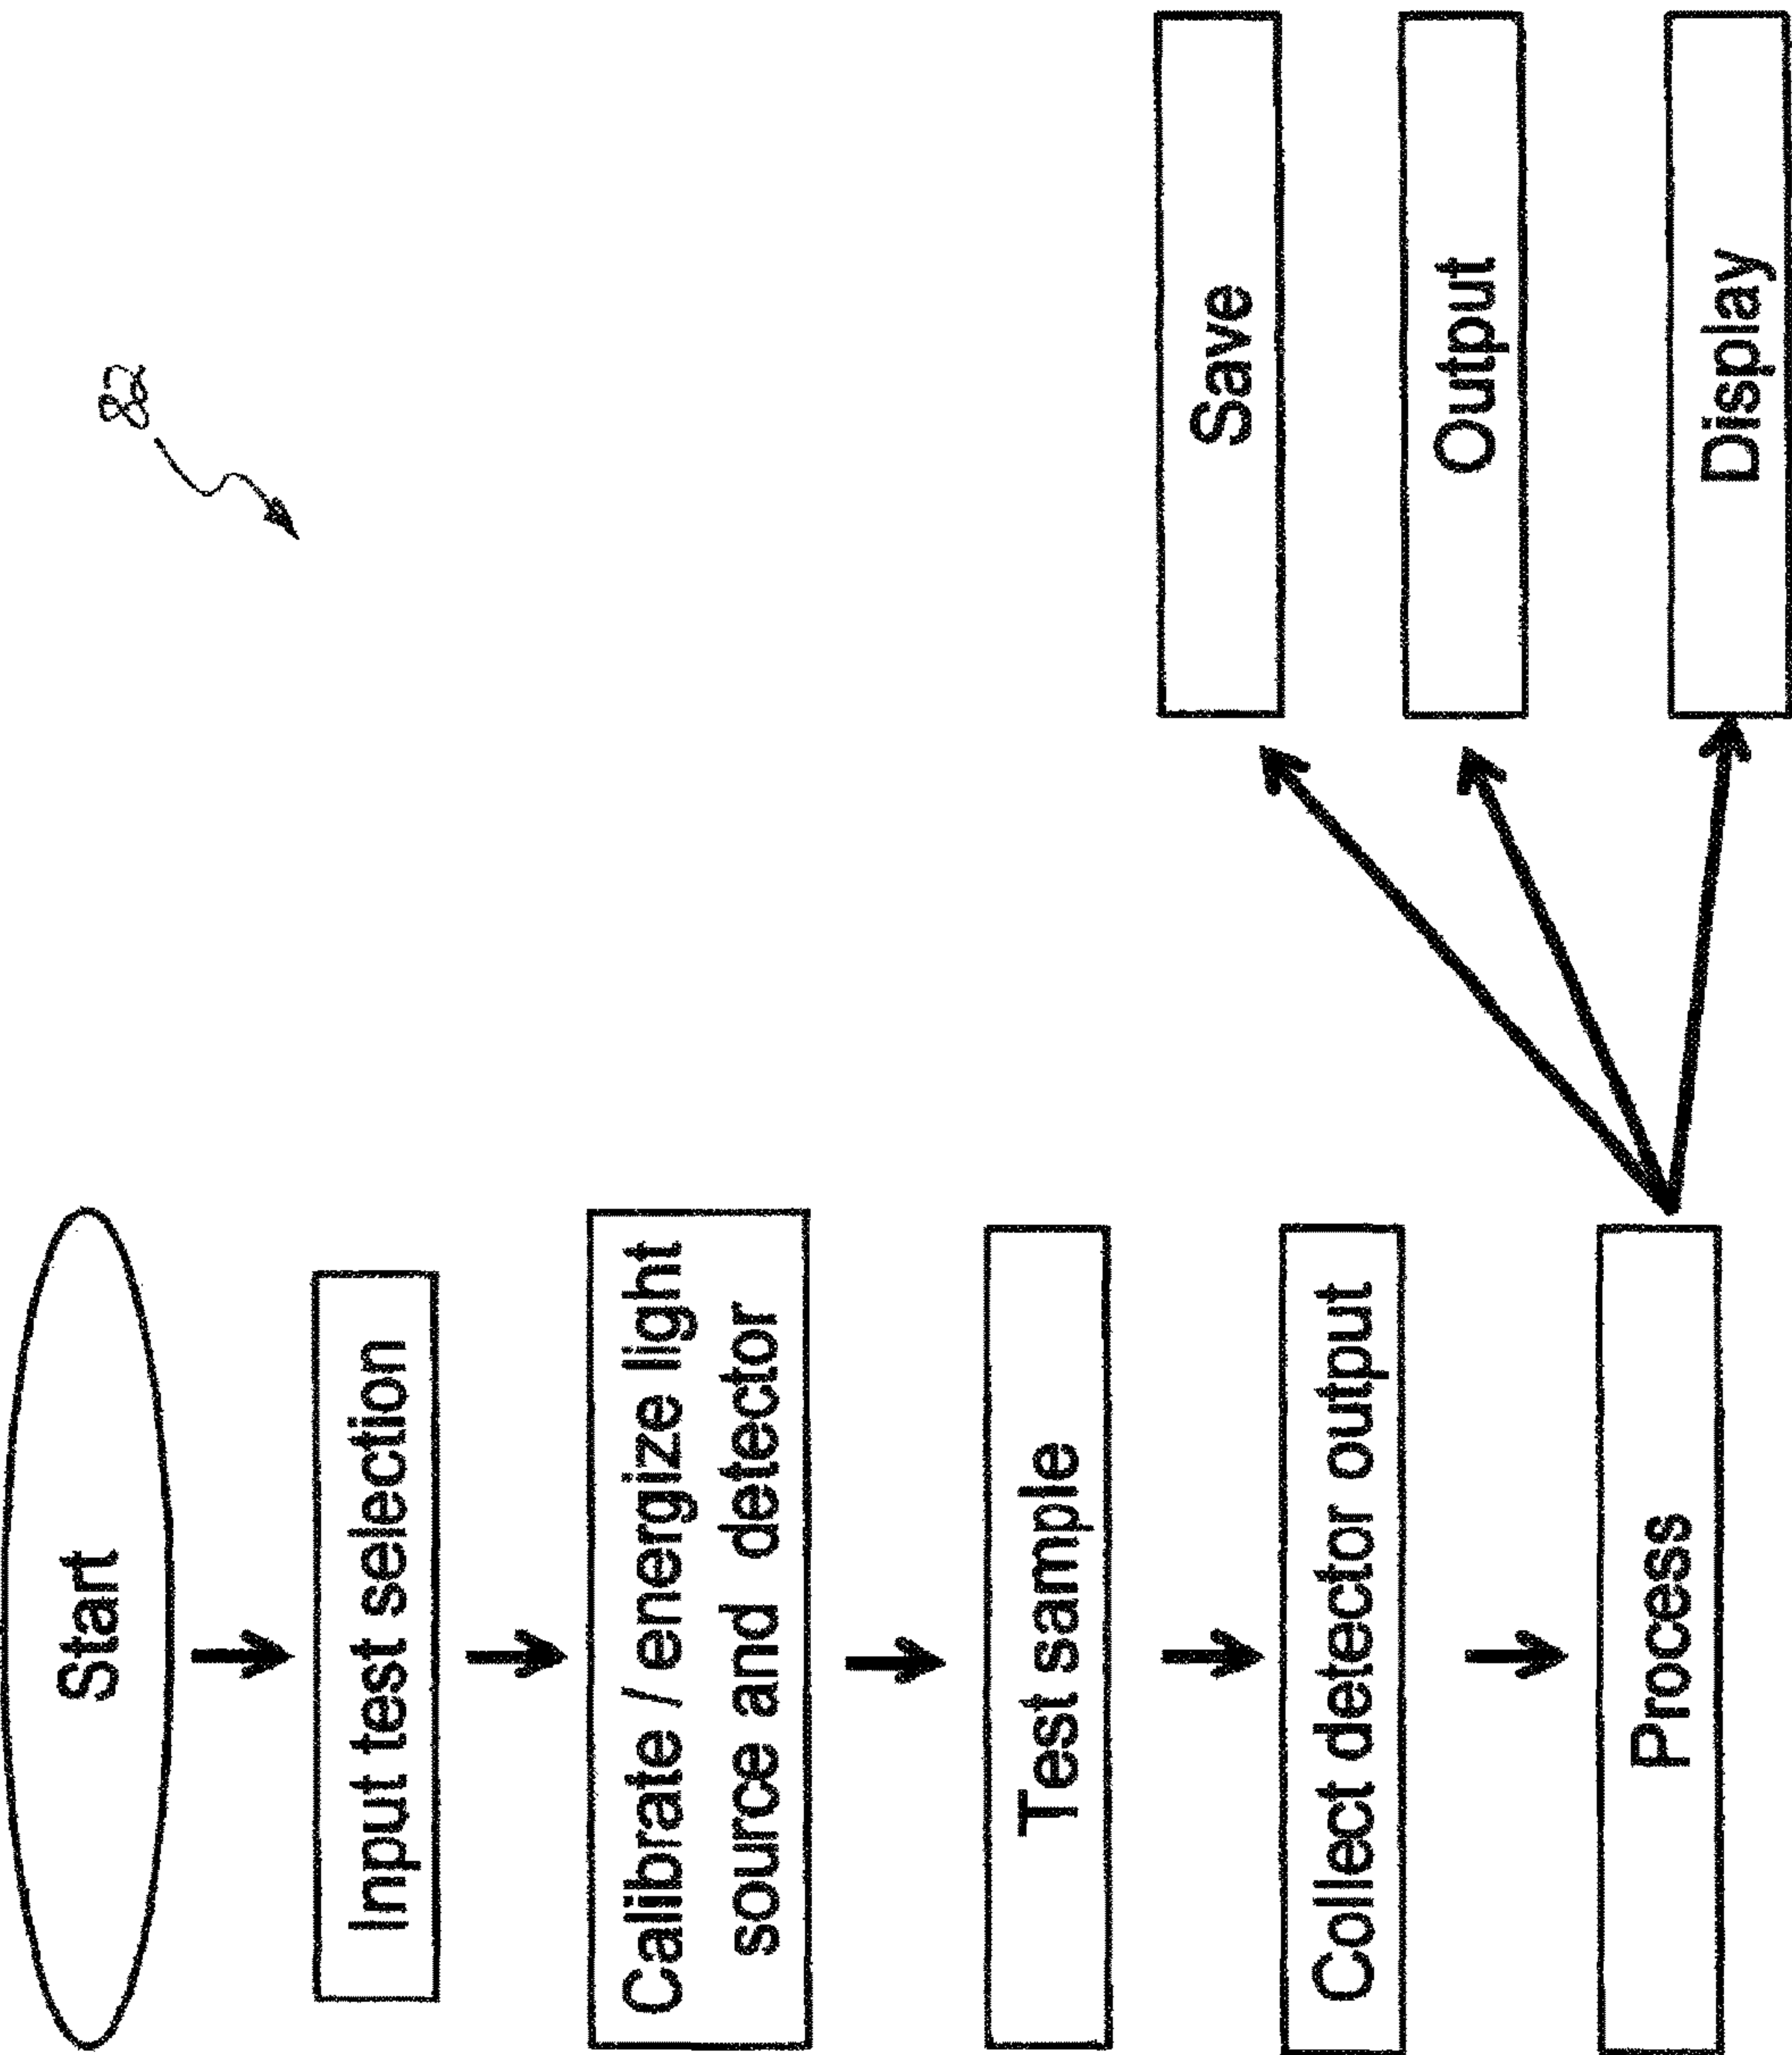 82
Start
Input test selection
Calibrate / energize light
source and detector
Test sample
Collect detector output
Process
Save
Output
Display